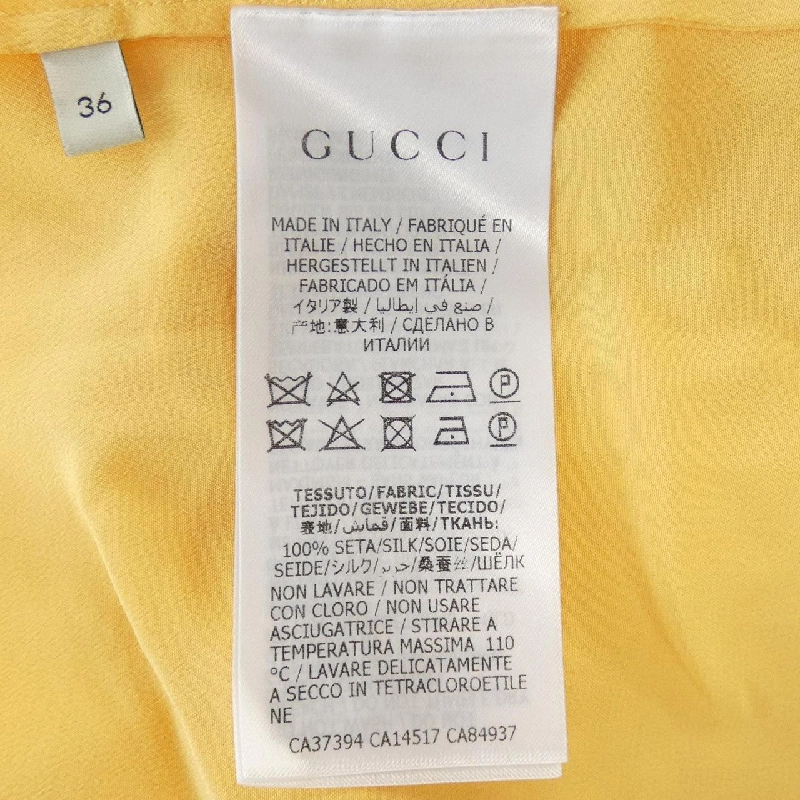 36
GUCCI
MADE IN ITALY / FABRIQUÉ EN
ITALIE / HECHO EN ITALIA /
HERGESTELLT IN ITALIEN /
FABRICADO EM ITÁLIA /
イタリア製 / صنع في إيطاليا /
产地:意大利 / СДЕЛАНО В
ИТАЛИИ
P
P
TESSUTO/FABRIC/TISSU/
TEJIDO/GEWEBE/TECIDO/
表地/قماش/面料/ТКАНЬ:
100% SETA/SILK/SOIE/SEDA/
SEIDE/シルク/حرير/桑蚕丝/ШЁЛК
NON LAVARE / NON TRATTARE
CON CLORO / NON USARE
ASCIUGATRICE / STIRARE A
TEMPERATURA MASSIMA 110
°C / LAVARE DELICATAMENTE
A SECCO IN TETRACLOROETILE
NE
CA37394 CA14517 CA84937